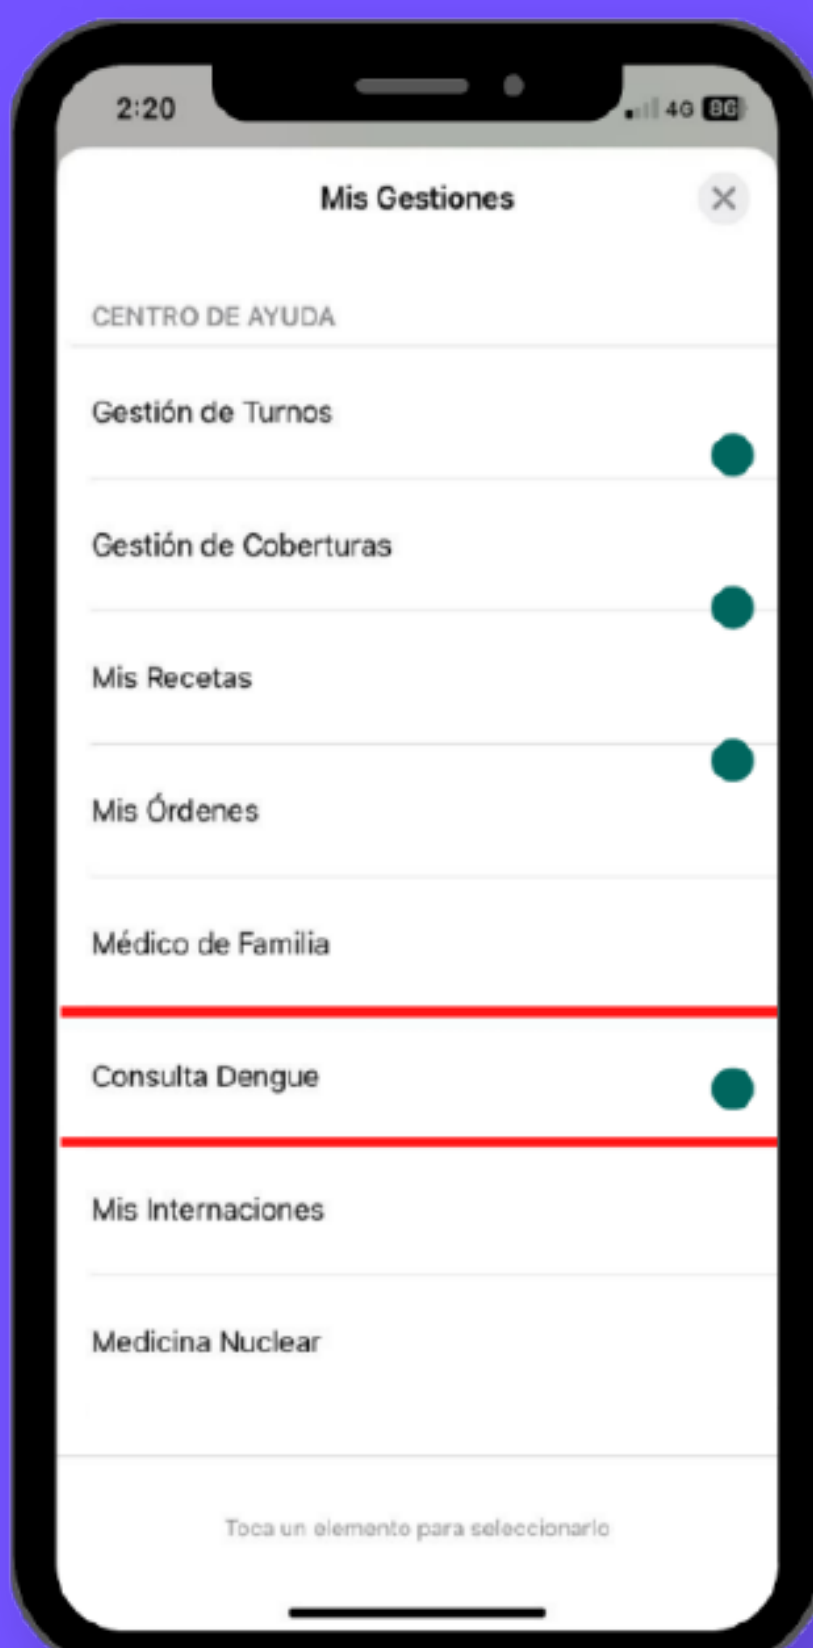 2:20
4G 86
Mis Gestiones
CENTRO DE AYUDA
Gestión de Turnos
Gestión de Coberturas
Mis Recetas
Mis Órdenes
Médico de Familia
Consulta Dengue
Mis Internaciones
Medicina Nuclear
Toca un elemento para seleccionarlo